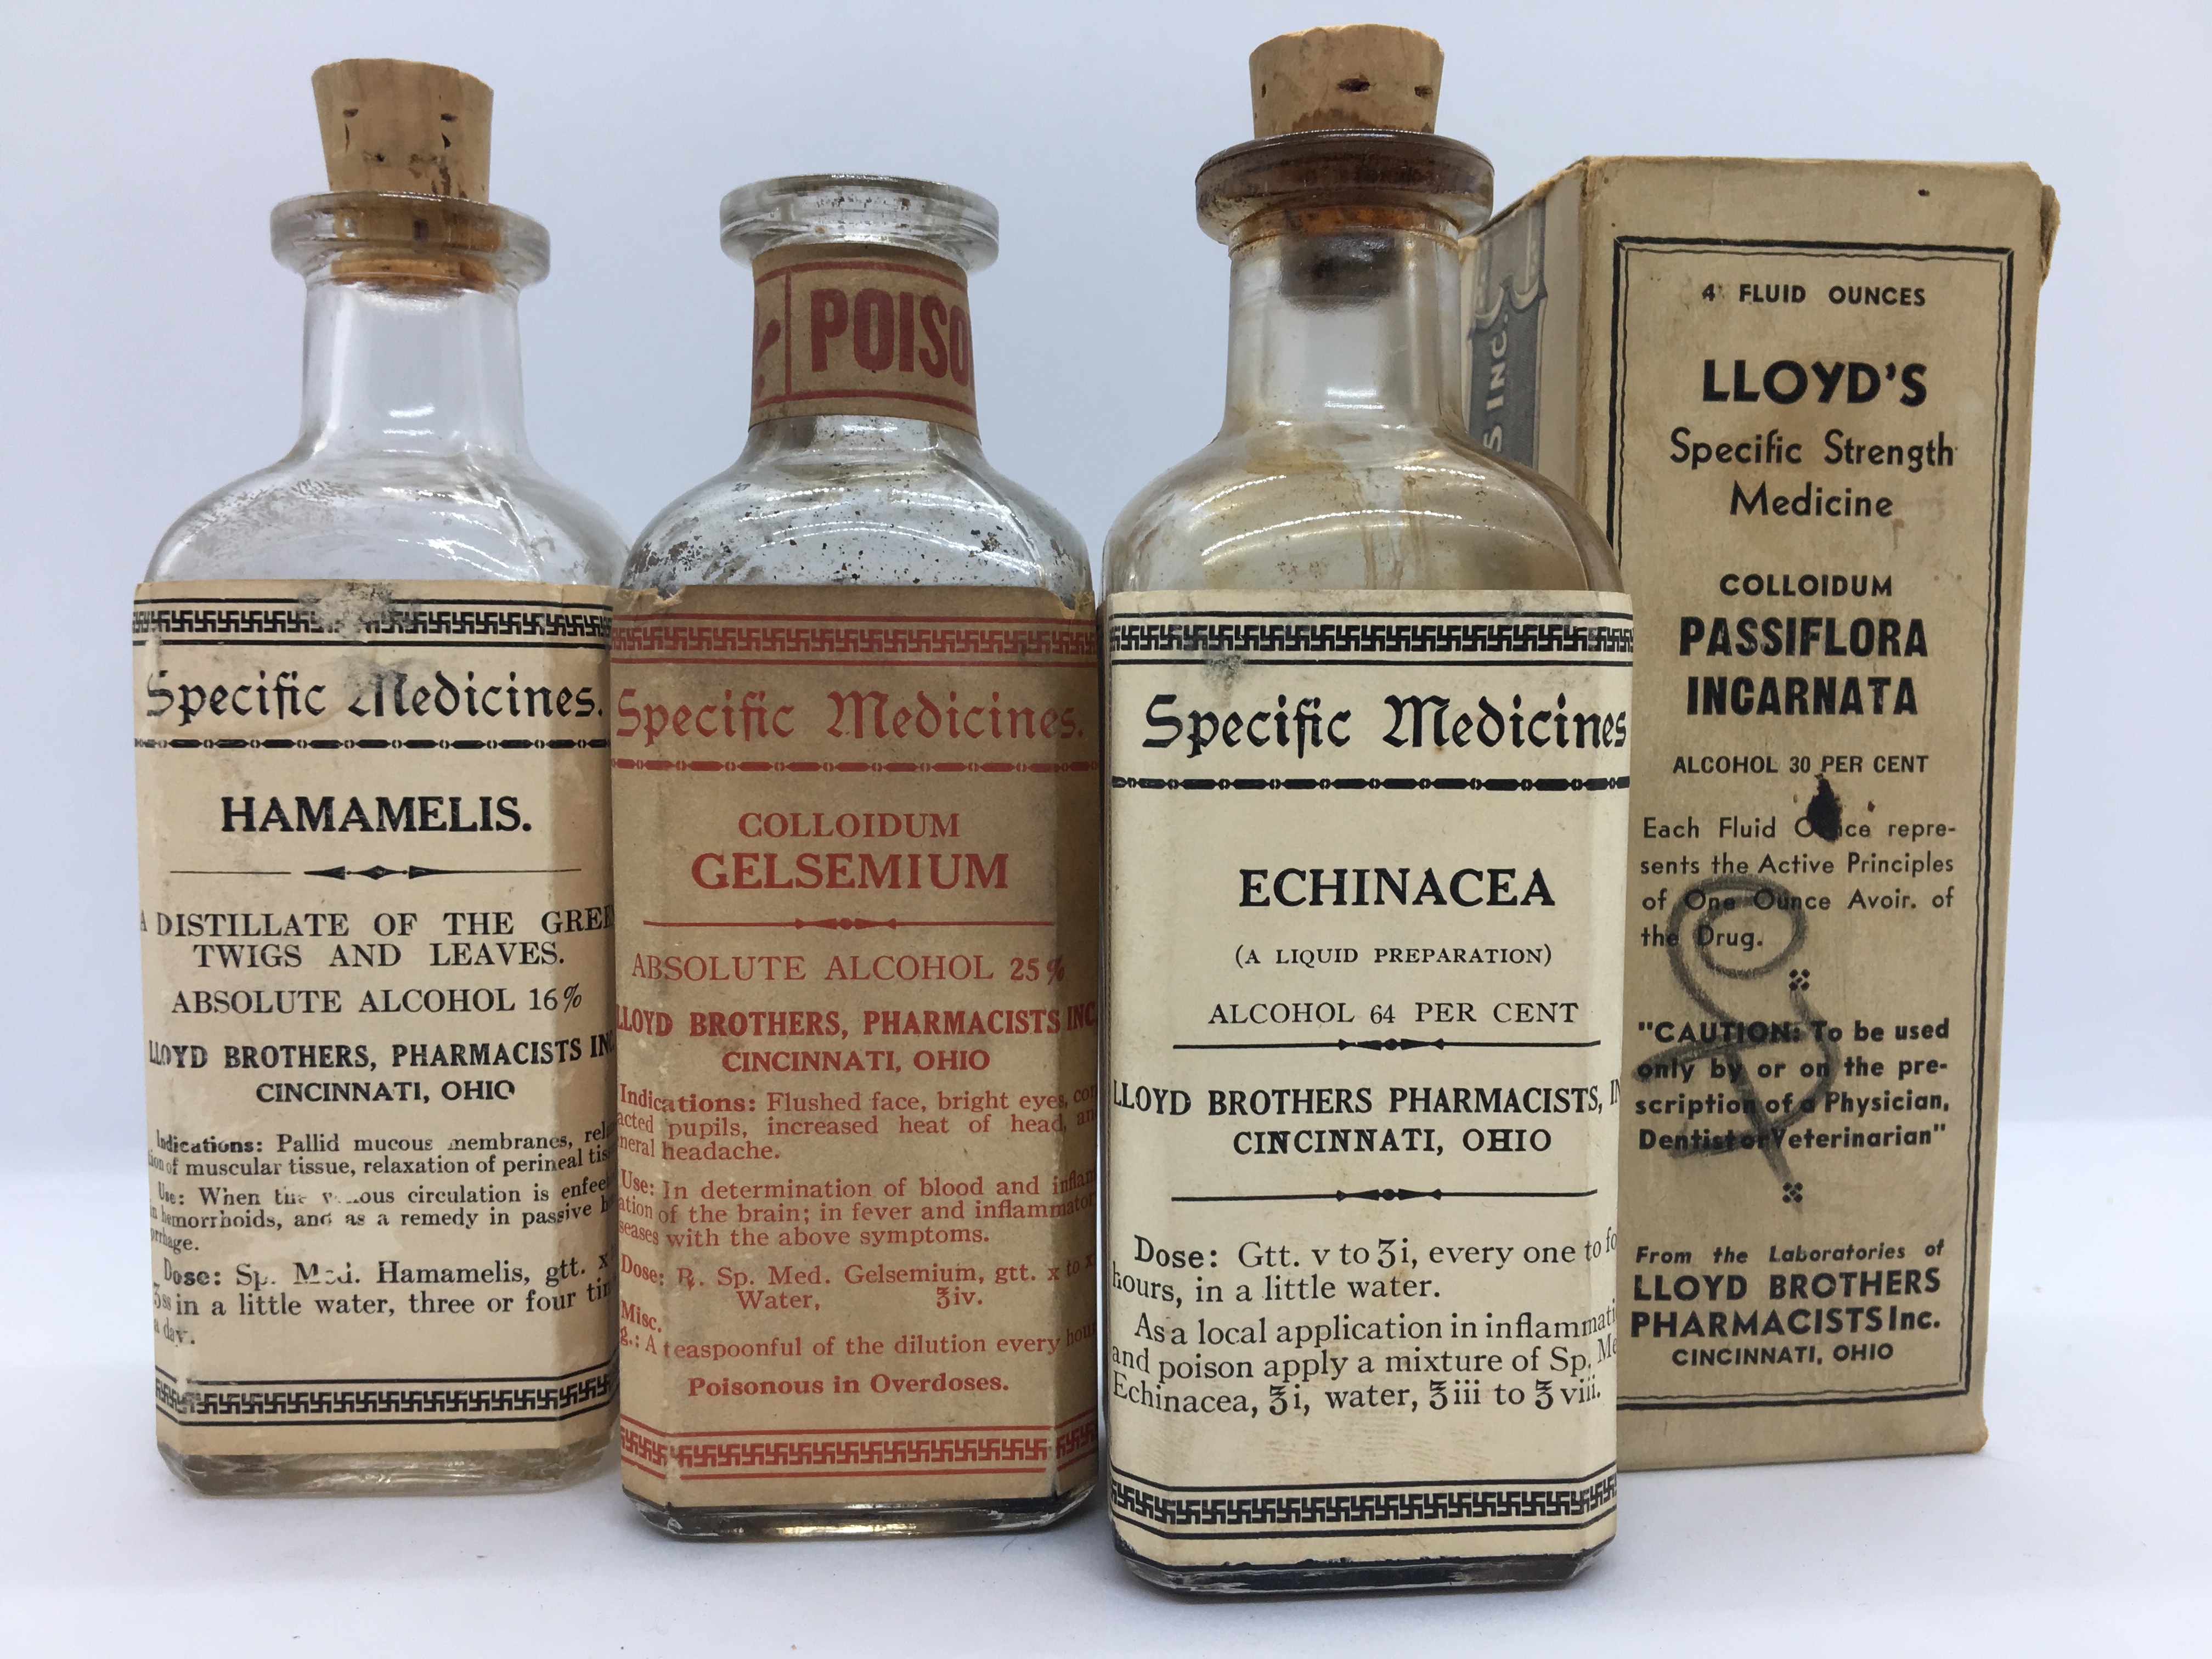 Specific Medicines.
HAMAMELIS.
A DISTILLATE OF THE GREE
TWIGS AND LEAVES.
ABSOLUTE ALCOHOL 16%
LLOYD BROTHERS, PHARMACISTS INC
CINCINNATI, OHIO
Indications: Pallid mucous membranes, rela
tion of muscular tissue, relaxation of perineal tis
Use: When the circulation is enfee
in hemorrhoids, and as a remedy in passive h
orrhage.
Dose: Sp. Med. Hamamelis, gtt. x
ʒss in a little water, three or four tim
a day.
POISO
Specific Medicines.
COLLOIDUM
GELSEMIUM
ABSOLUTE ALCOHOL 25%
LLOYD BROTHERS, PHARMACISTS INC.
CINCINNATI, OHIO
Indications: Flushed face, bright eyes, con
acted pupils, increased heat of head, an
neral headache.
Use: In determination of blood and inflam
ation of the brain; in fever and inflammator
seases with the above symptoms.
Dose: ℞. Sp. Med. Gelsemium, gtt. x to x
Water, ℥iv.
Misc.
g.: A teaspoonful of the dilution every hour
Poisonous in Overdoses.
Specific Medicines
ECHINACEA
(A LIQUID PREPARATION)
ALCOHOL 64 PER CENT
LLOYD BROTHERS PHARMACISTS, IN
CINCINNATI, OHIO
Dose: Gtt. v to ʒi, every one to fo
hours, in a little water.
As a local application in inflammati
and poison apply a mixture of Sp. Me
Echinacea, ℥i, water, ℥iii to ℥viii.
S INC.
4 FLUID OUNCES
LLOYD'S
Specific Strength
Medicine
COLLOIDUM
PASSIFLORA
INCARNATA
ALCOHOL 30 PER CENT
Each Fluid Ounce repre-
sents the Active Principles
of One Ounce Avoir. of
the Drug.
"CAUTION: To be used
only by or on the pre-
scription of a Physician,
Dentist or Veterinarian"
From the Laboratories of
LLOYD BROTHERS
PHARMACISTS Inc.
CINCINNATI, OHIO